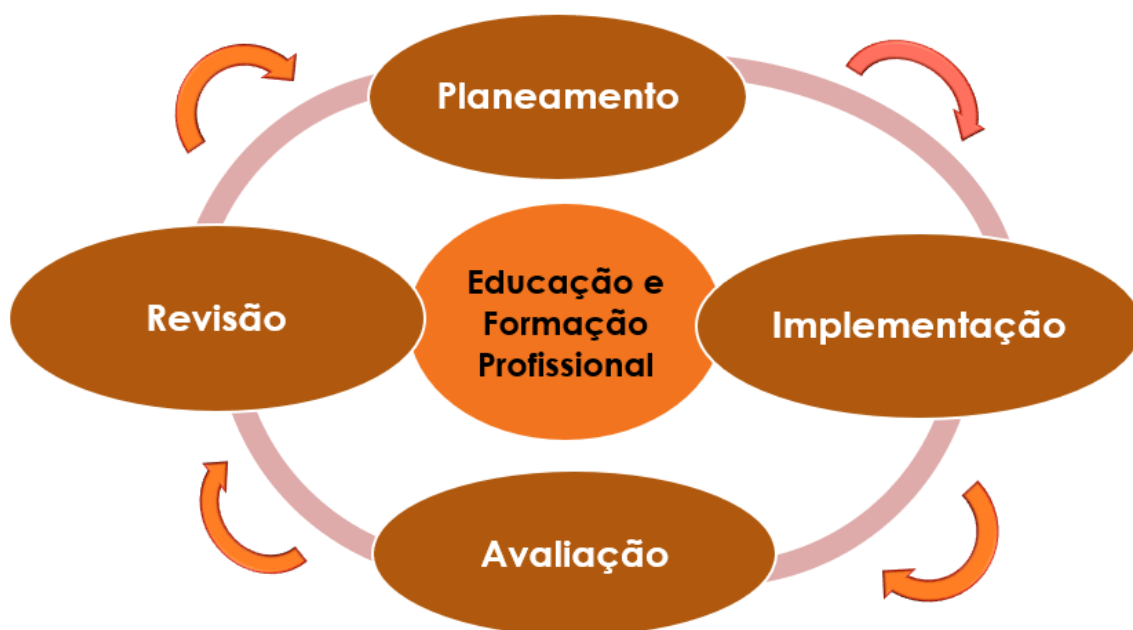 Planeamento
Educação e
Formação
Profissional
Revisão
Implementação
Avaliação